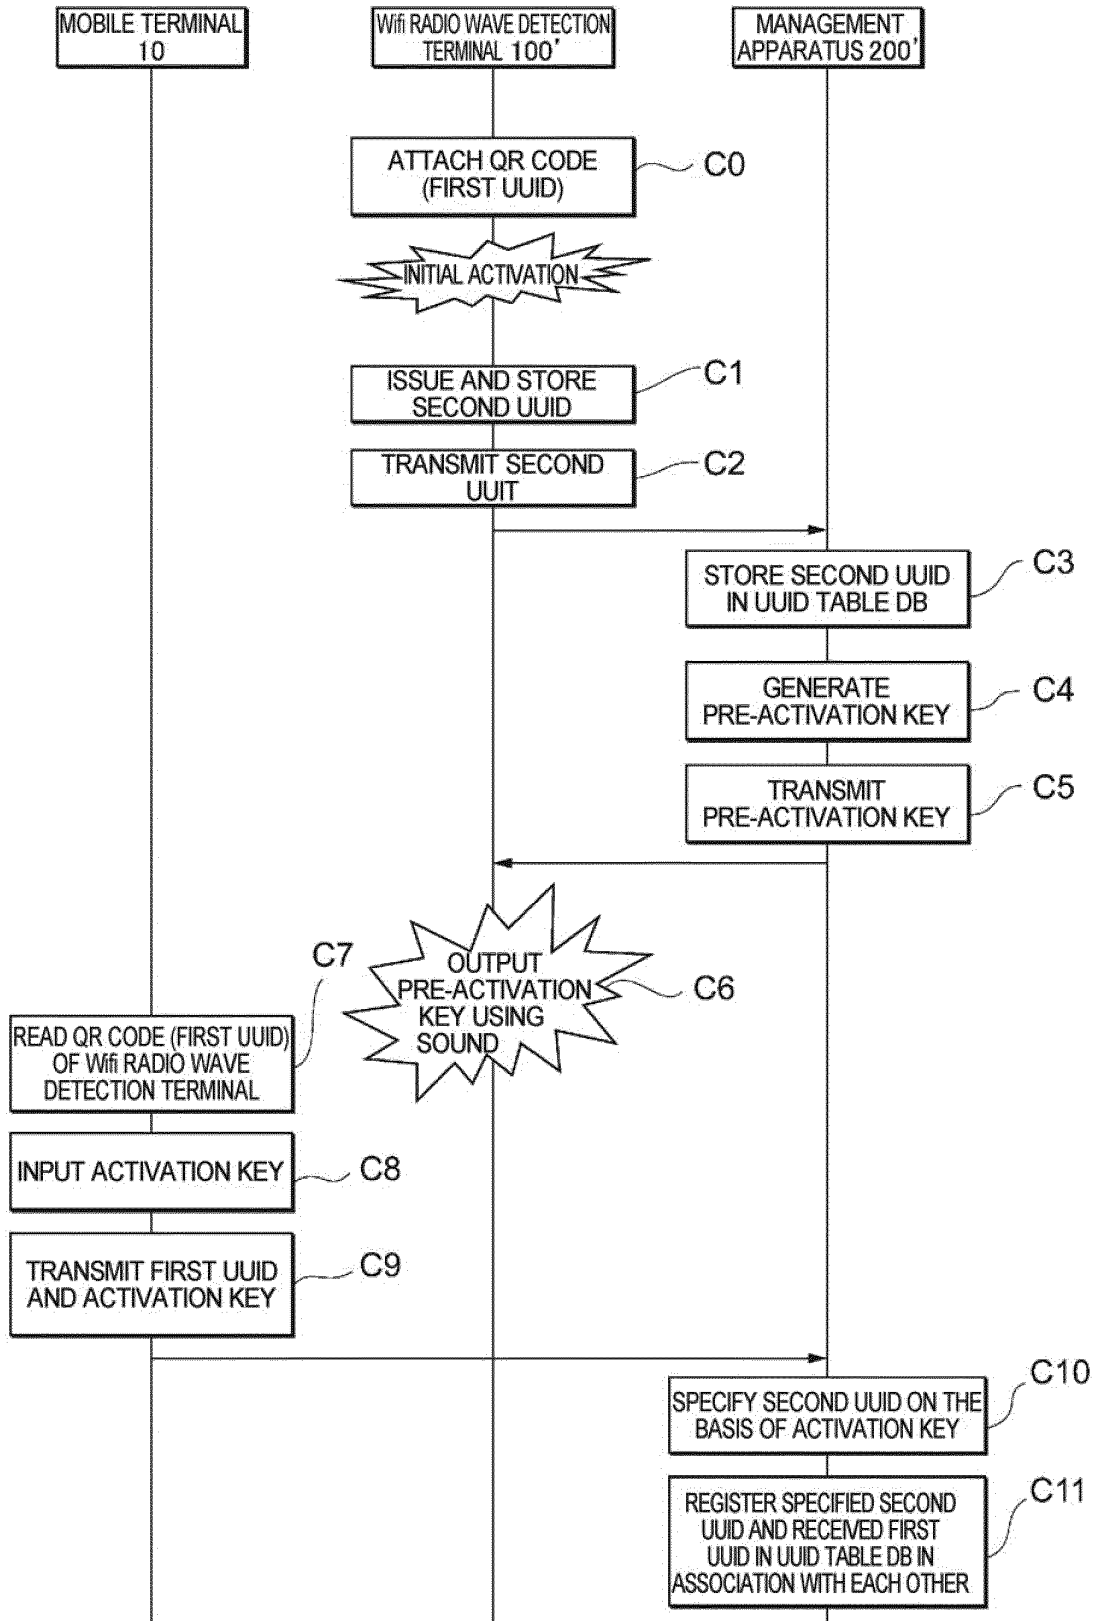 MOBILE TERMINAL
10
Wifi RADIO WAVE DETECTION
TERMINAL 100'
MANAGEMENT
APPARATUS 200'
ATTACH QR CODE
(FIRST UUID)
C0
INITIAL ACTIVATION
ISSUE AND STORE
SECOND UUID
C1
TRANSMIT SECOND
UUIT
C2
STORE SECOND UUID
IN UUID TABLE DB
C3
GENERATE
PRE-ACTIVATION KEY
C4
TRANSMIT
PRE-ACTIVATION KEY
C5
OUTPUT
PRE-ACTIVATION
KEY USING
SOUND
C6
READ QR CODE (FIRST UUID)
OF Wifi RADIO WAVE
DETECTION TERMINAL
C7
INPUT ACTIVATION KEY
C8
TRANSMIT FIRST UUID
AND ACTIVATION KEY
C9
SPECIFY SECOND UUID ON THE
BASIS OF ACTIVATION KEY
C10
REGISTER SPECIFIED SECOND
UUID AND RECEIVED FIRST
UUID IN UUID TABLE DB IN
ASSOCIATION WITH EACH OTHER
C11